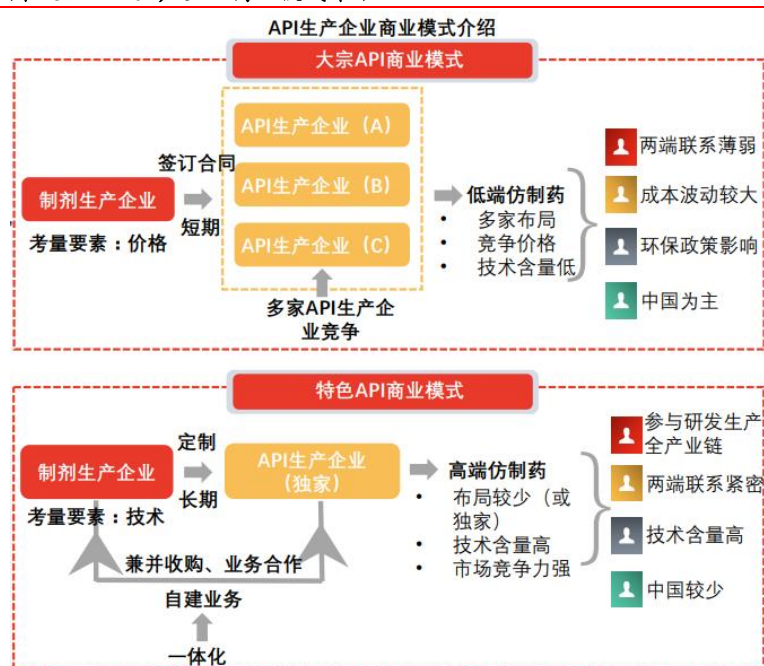 API生产企业商业模式介绍
大宗API商业模式
制剂生产企业
考量要素：价格
签订合同
短期
API生产企业（A）
API生产企业（B）
API生产企业（C）
多家API生产企
业竞争
低端仿制药
• 多家布局
• 竞争价格
• 技术含量低
两端联系薄弱
成本波动较大
环保政策影响
中国为主
特色API商业模式
制剂生产企业
考量要素：技术
定制
长期
API生产企业
（独家）
兼并收购、业务合作
自建业务
一体化
高端仿制药
• 布局较少（或
独家）
• 技术含量高
• 市场竞争力强
参与研发生产
全产业链
两端联系紧密
技术含量高
中国较少